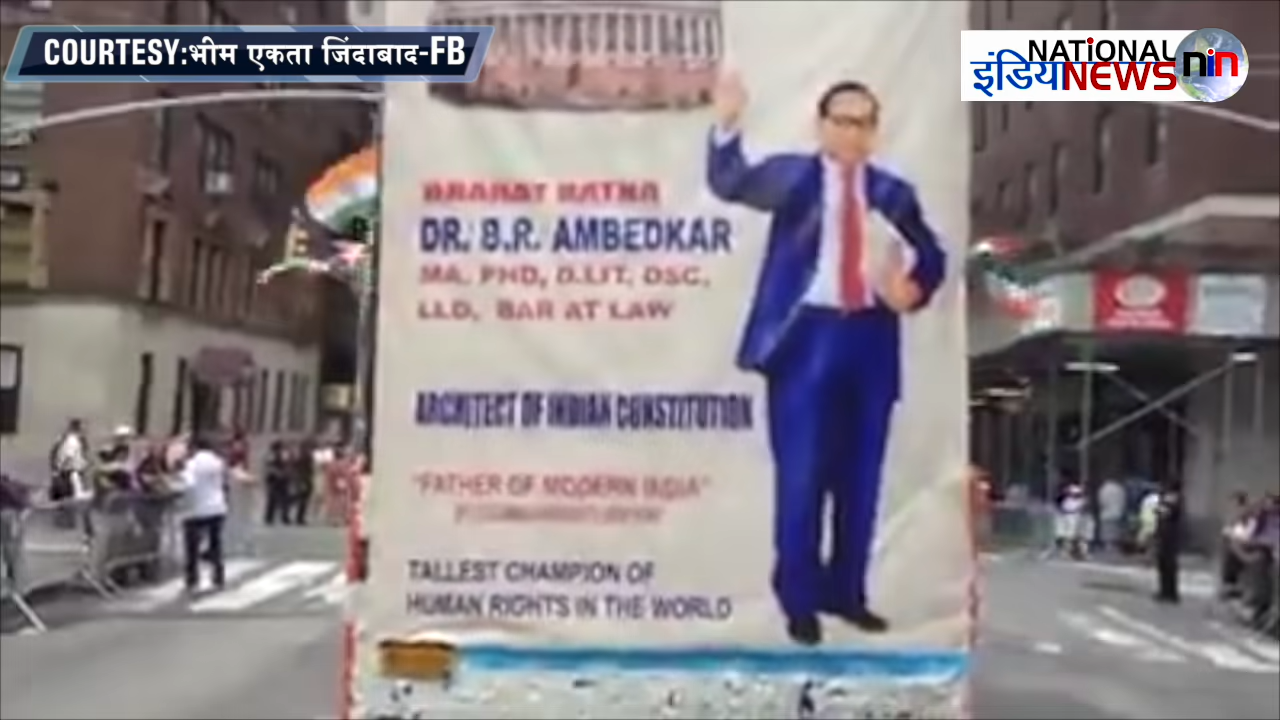 COURTESY:भीम एकता जिंदाबाद-FB
NATIONAL
इंडिया NEWS nin
BHARAT RATNA
DR. B.R. AMBEDKAR
MA. PHD, D.LIT, DSC,
LLD, BAR AT LAW
ARCHITECT OF INDIAN CONSTITUTION
"FATHER OF MODERN INDIA"
TALLEST CHAMPION OF
HUMAN RIGHTS IN THE WORLD